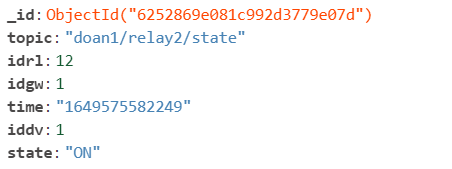 _id: ObjectId("6252869e081c992d3779e07d")
topic: "doan1/relay2/state"
idrl: 12
idgw: 1
time: "1649575582249"
iddv: 1
state: "ON"